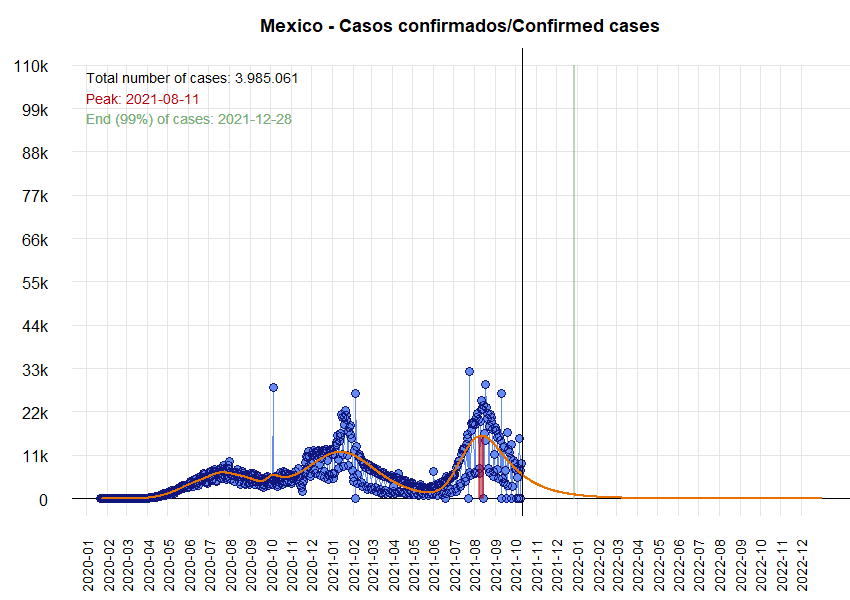 Mexico - Casos confirmados/Confirmed cases
110k
99k
88k
77k
66k
55k
44k
33k
22k
11k
0
Total number of cases: 3.985.061
Peak: 2021-08-11
End (99%) of cases: 2021-12-28
2020-01
2020-02
2020-03
2020-04
2020-05
2020-06
2020-07
2020-08
2020-09
2020-10
2020-11
2020-12
2021-01
2021-02
2021-03
2021-04
2021-05
2021-06
2021-07
2021-08
2021-09
2021-10
2021-11
2021-12
2022-01
2022-02
2022-03
2022-04
2022-05
2022-06
2022-07
2022-08
2022-09
2022-10
2022-11
2022-12